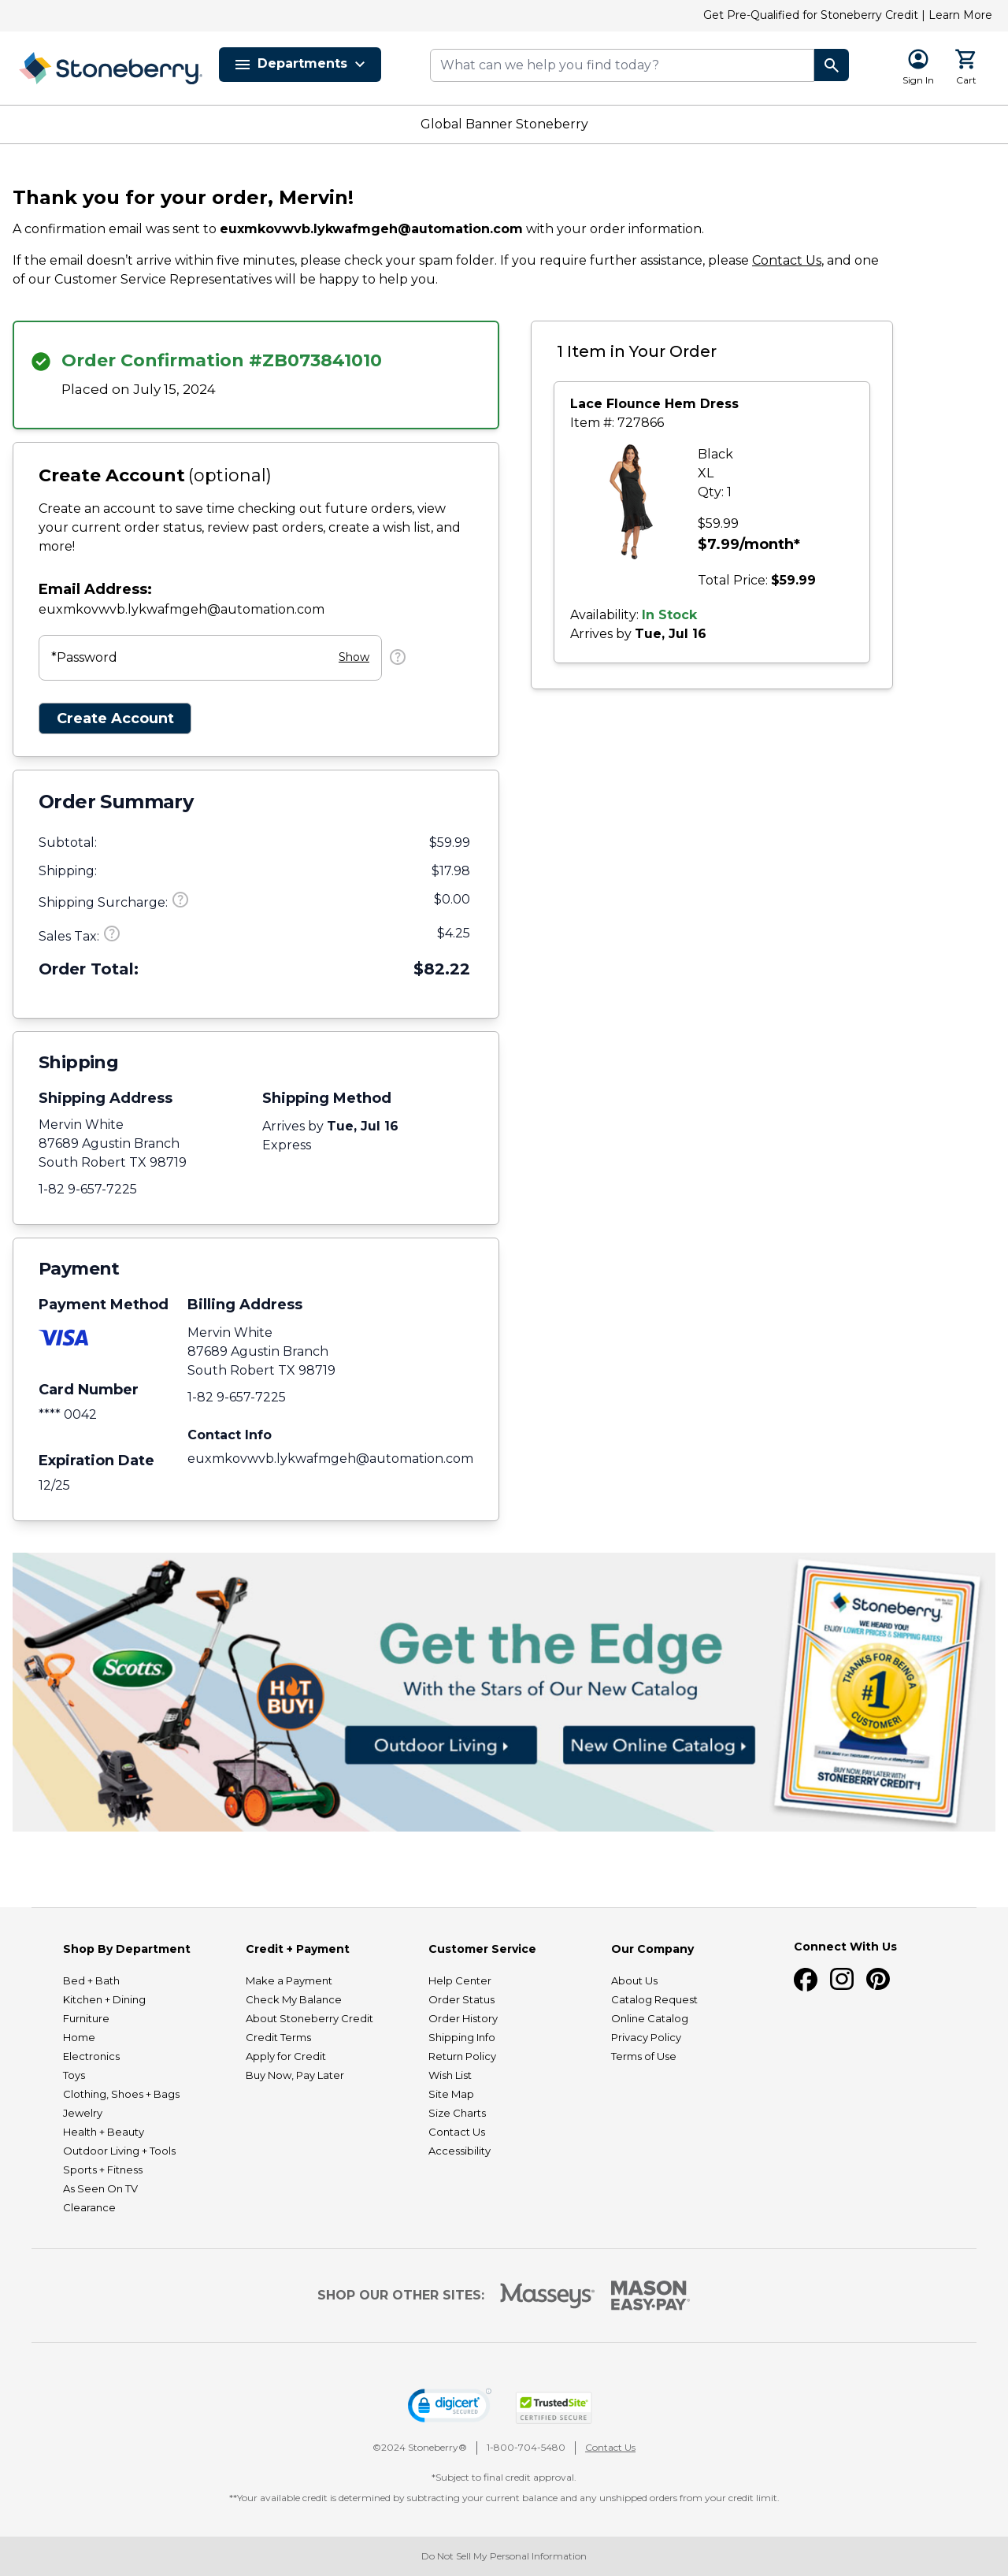 Get Pre-Qualified for Stoneberry Credit | Learn More
Stoneberry
Departments
What can we help you find today?
Sign In
Cart
Global Banner Stoneberry
Thank you for your order, Mervin!
A confirmation email was sent to euxmkovwvb.lykwafmgeh@automation.com with your order information.
If the email doesn’t arrive within five minutes, please check your spam folder. If you require further assistance, please Contact Us, and one
of our Customer Service Representatives will be happy to help you.
Order Confirmation #ZB073841010
Placed on July 15, 2024
Create Account (optional)
Create an account to save time checking out future orders, view
your current order status, review past orders, create a wish list, and
more!
Email Address:
euxmkovwvb.lykwafmgeh@automation.com
*Password
Show
Create Account
Order Summary
Subtotal: $59.99
Shipping: $17.98
Shipping Surcharge: $0.00
Sales Tax: $4.25
Order Total: $82.22
Shipping
Shipping Address
Mervin White
87689 Agustin Branch
South Robert TX 98719
1-82 9-657-7225
Shipping Method
Arrives by Tue, Jul 16
Express
Payment
Payment Method
VISA
Card Number
**** 0042
Expiration Date
12/25
Billing Address
Mervin White
87689 Agustin Branch
South Robert TX 98719
1-82 9-657-7225
Contact Info
euxmkovwvb.lykwafmgeh@automation.com
1 Item in Your Order
Lace Flounce Hem Dress
Item #: 727866
Black
XL
Qty: 1
$59.99
$7.99/month*
Total Price: $59.99
Availability: In Stock
Arrives by Tue, Jul 16
Scotts
HOT
BUY!
Get the Edge
With the Stars of Our New Catalog
Outdoor Living
New Online Catalog
Stoneberry
WE HEARD YOU!
ENJOY LOWER PRICES & SHIPPING RATES!
THANKS FOR BEING A
#1
CUSTOMER!
BUY NOW, PAY LATER WITH
STONEBERRY CREDIT!
Shop By Department
Bed + Bath
Kitchen + Dining
Furniture
Home
Electronics
Toys
Clothing, Shoes + Bags
Jewelry
Health + Beauty
Outdoor Living + Tools
Sports + Fitness
As Seen On TV
Clearance
Credit + Payment
Make a Payment
Check My Balance
About Stoneberry Credit
Credit Terms
Apply for Credit
Buy Now, Pay Later
Customer Service
Help Center
Order Status
Order History
Shipping Info
Return Policy
Wish List
Site Map
Size Charts
Contact Us
Accessibility
Our Company
About Us
Catalog Request
Online Catalog
Privacy Policy
Terms of Use
Connect With Us
SHOP OUR OTHER SITES:
Masseys
MASON
EASY•PAY
digicert
SECURE
TrustedSite
CERTIFIED SECURE
©2024 Stoneberry® | 1-800-704-5480 | Contact Us
*Subject to final credit approval.
**Your available credit is determined by subtracting your current balance and any unshipped orders from your credit limit.
Do Not Sell My Personal Information